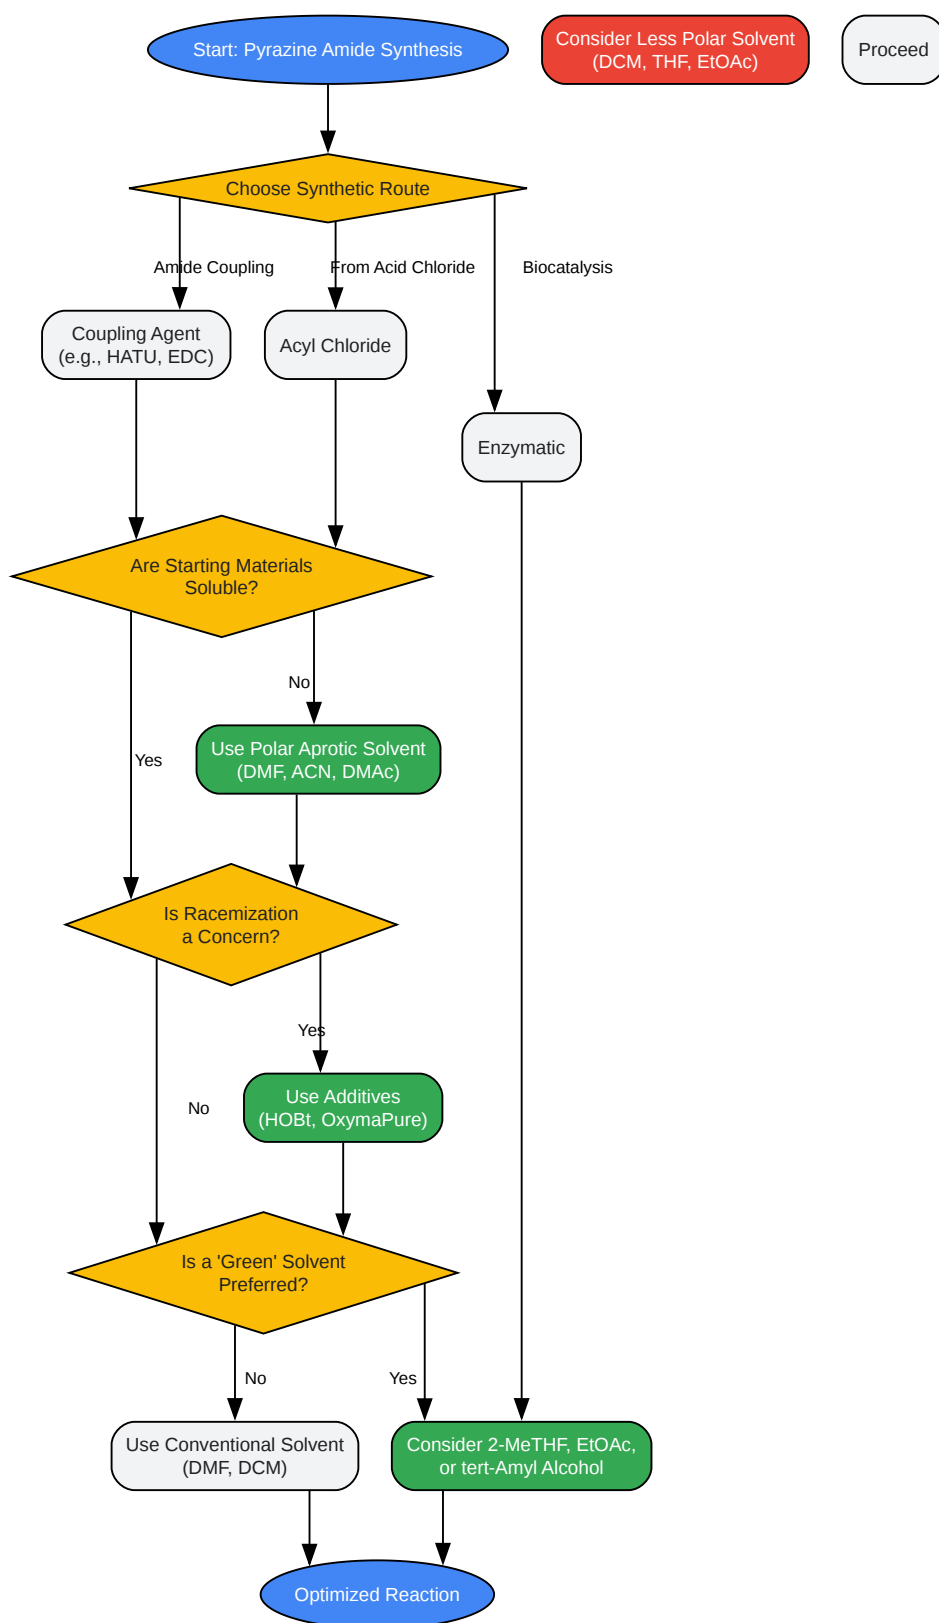 Start: Pyrazine Amide Synthesis
Consider Less Polar Solvent
(DCM, THF, EtOAc)
Proceed
Choose Synthetic Route
Amide Coupling
From Acid Chloride
Biocatalysis
Coupling Agent
(e.g., HATU, EDC)
Acyl Chloride
Enzymatic
Are Starting Materials
Soluble?
No
Yes
Use Polar Aprotic Solvent
(DMF, ACN, DMAc)
Is Racemization
a Concern?
Yes
No
Use Additives
(HOBt, OxymaPure)
Is a 'Green' Solvent
Preferred?
No
Yes
Use Conventional Solvent
(DMF, DCM)
Consider 2-MeTHF, EtOAc,
or tert-Amyl Alcohol
Optimized Reaction